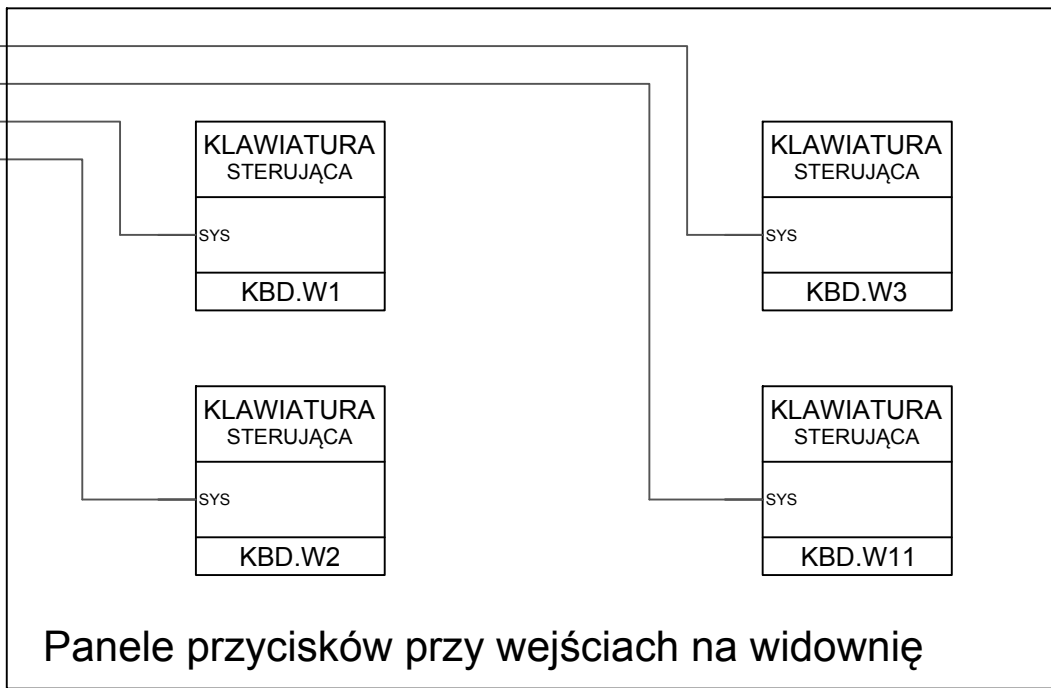 KLAWIATURA
STERUJĄCA
SYS
KBD.W1
KLAWIATURA
STERUJĄCA
SYS
KBD.W3
KLAWIATURA
STERUJĄCA
SYS
KBD.W2
KLAWIATURA
STERUJĄCA
SYS
KBD.W11
Panele przycisków przy wejściach na widownię